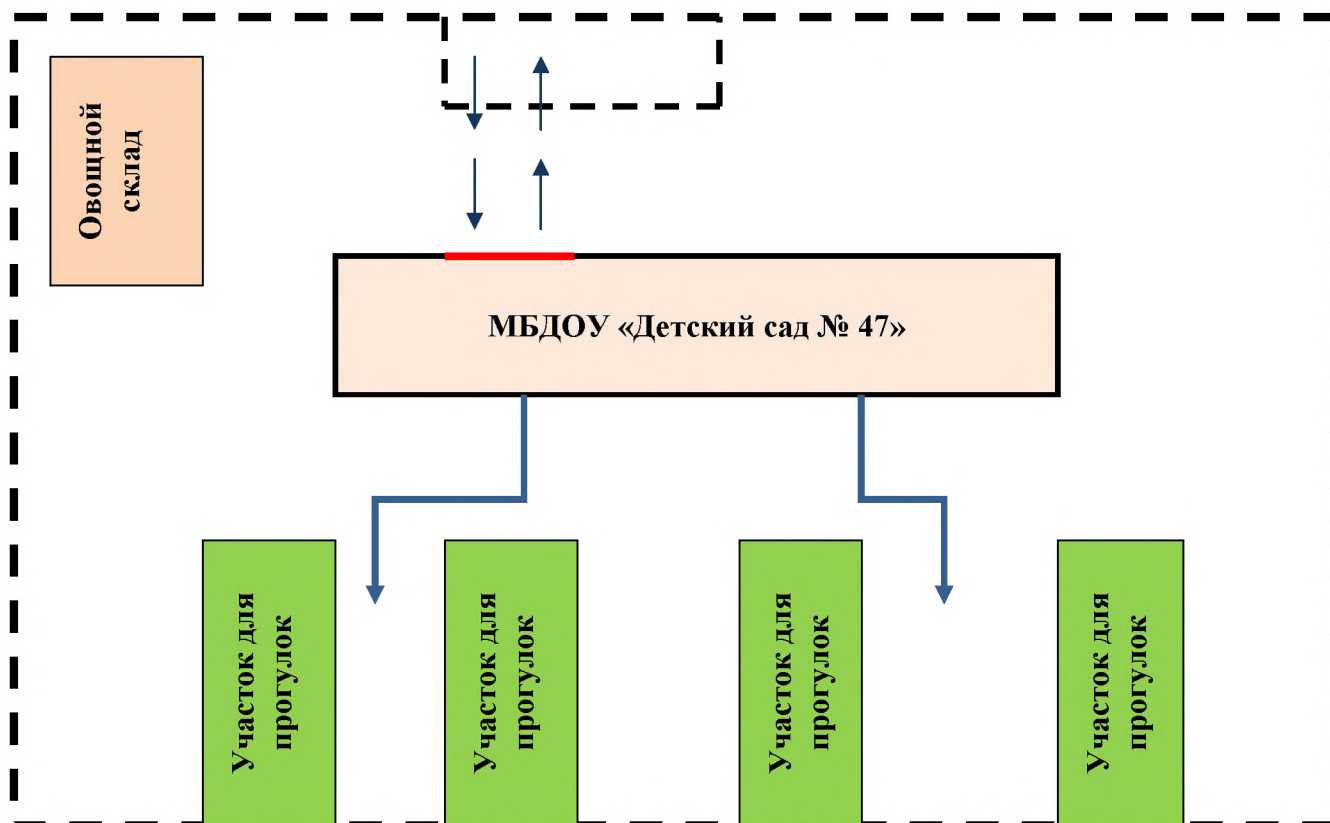 Овощной
склад
МБДОУ «Детский сад № 47»
Участок для
прогулок
Участок для
прогулок
Участок для
прогулок
Участок для
прогулок